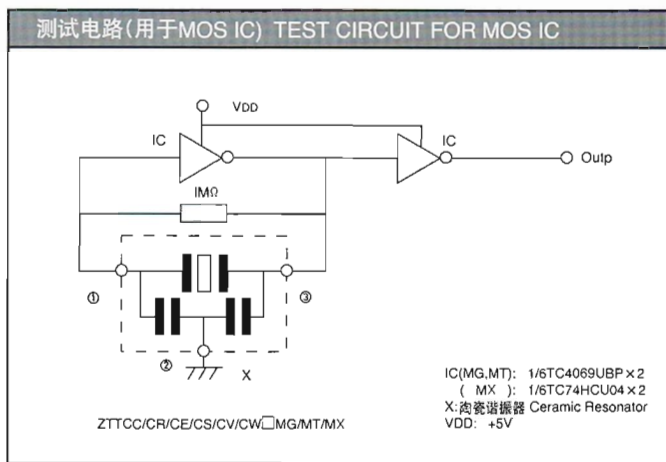 测试电路(用于MOS IC) TEST CIRCUIT FOR MOS IC
VDD
IC
IC
Outp
IMΩ
①
③
②
X
ZTTCC/CR/CE/CS/CV/CW□MG/MT/MX
IC(MG,MT): 1/6TC4069UBP×2
( MX ): 1/6TC74HCU04×2
X:陶瓷谐振器 Ceramic Resonator
VDD: +5V